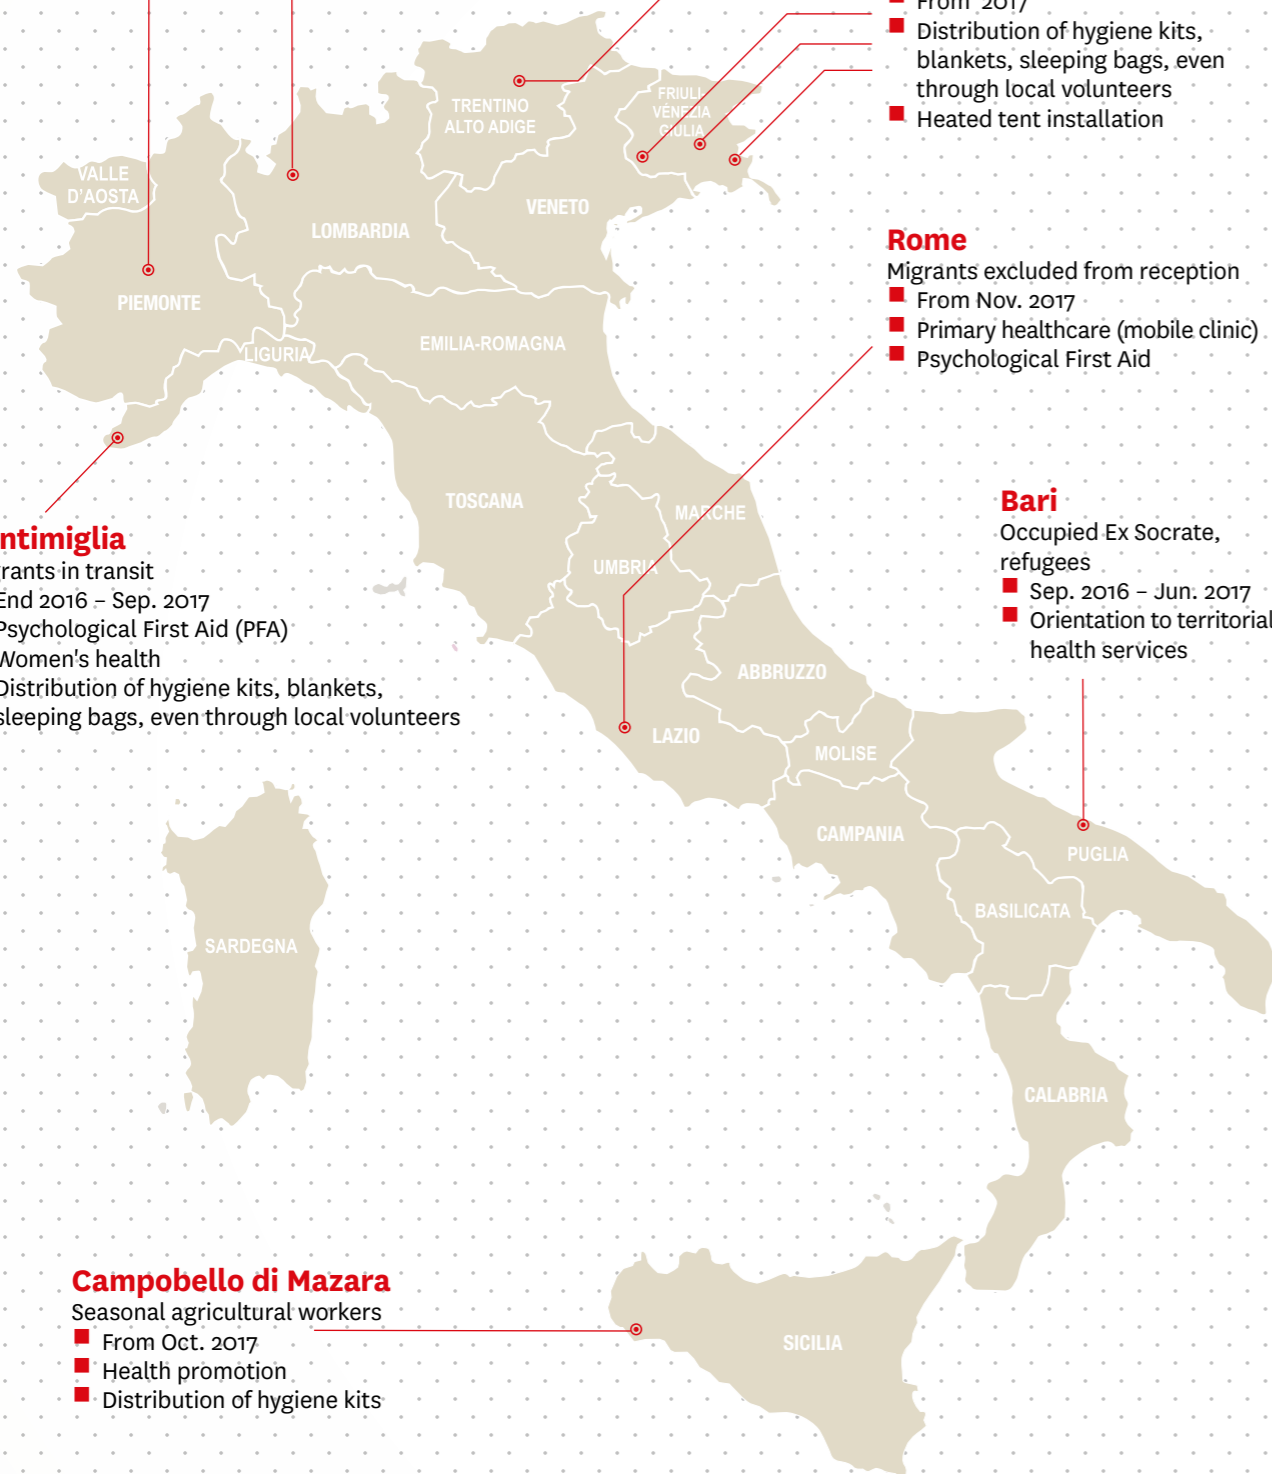 From 2017
Distribution of hygiene kits,
blankets, sleeping bags, even
through local volunteers
Heated tent installation
TRENTINO
ALTO ADIGE
FRIULI-
VENEZIA
GIULIA
VALLE
D'AOSTA
VENETO
LOMBARDIA
PIEMONTE
EMILIA-ROMAGNA
LIGURIA
Rome
Migrants excluded from reception
From Nov. 2017
Primary healthcare (mobile clinic)
Psychological First Aid
TOSCANA
MARCHE
UMBRIA
Bari
Occupied Ex Socrate,
refugees
Sep. 2016 – Jun. 2017
Orientation to territorial
health services
ntimiglia
rants in transit
End 2016 – Sep. 2017
Psychological First Aid (PFA)
Women's health
Distribution of hygiene kits, blankets,
sleeping bags, even through local volunteers
ABBRUZZO
LAZIO
MOLISE
CAMPANIA
PUGLIA
BASILICATA
SARDEGNA
CALABRIA
Campobello di Mazara
Seasonal agricultural workers
From Oct. 2017
Health promotion
Distribution of hygiene kits
SICILIA